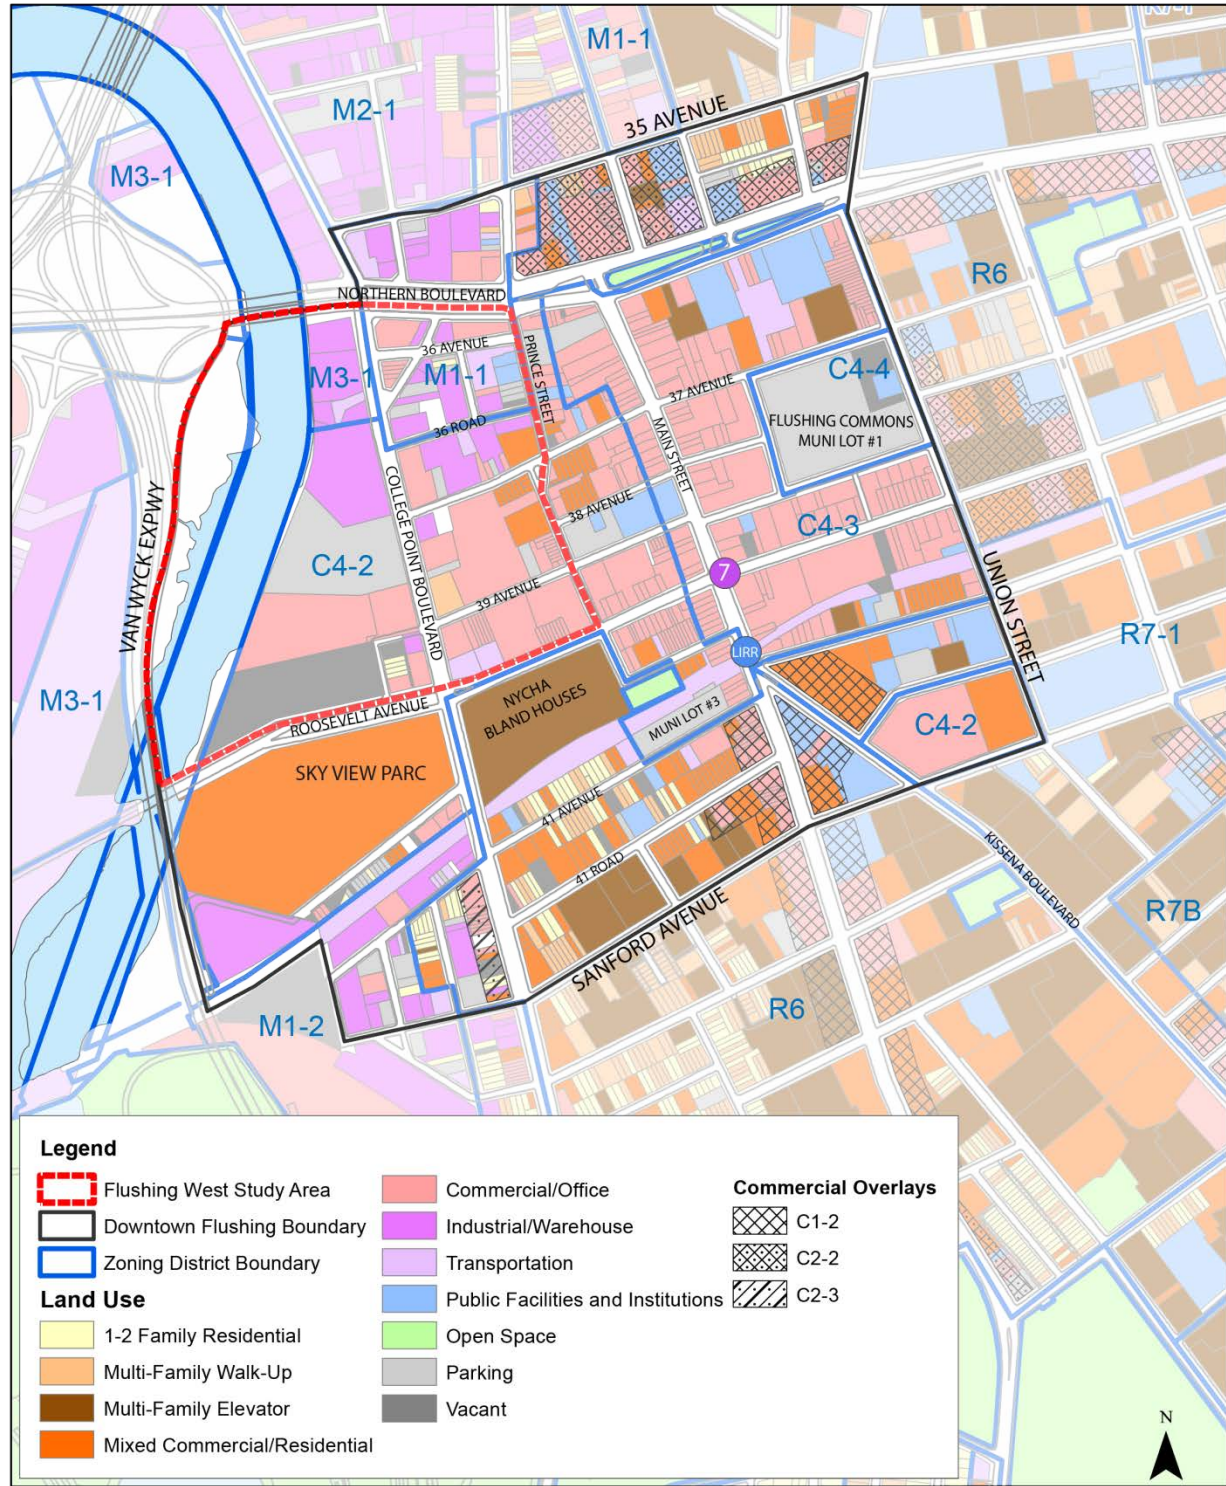 R7-1
M1-1
M2-1
35 AVENUE
M3-1
R6
NORTHERN BOULEVARD
36 AVENUE
PRINCE STREET
M3-1
M1-1
37 AVENUE
C4-4
36 ROAD
MAIN STREET
FLUSHING COMMONS
MUNI LOT #1
COLLEGE POINT BOULEVARD
38 AVENUE
C4-3
VAN WYCK EXPWY
C4-2
7
UNION STREET
39 AVENUE
R7-1
LIRR
M3-1
NYCHA
BLAND HOUSES
ROOSEVELT AVENUE
MUNI LOT #3
C4-2
SKY VIEW PARC
41 AVENUE
KISSENA BOULEVARD
41 ROAD
R7B
SANFORD AVENUE
M1-2
R6
Legend
Flushing West Study Area
Downtown Flushing Boundary
Zoning District Boundary
Land Use
1-2 Family Residential
Multi-Family Walk-Up
Multi-Family Elevator
Mixed Commercial/Residential
Commercial/Office
Industrial/Warehouse
Transportation
Public Facilities and Institutions
Open Space
Parking
Vacant
Commercial Overlays
C1-2
C2-2
C2-3
N